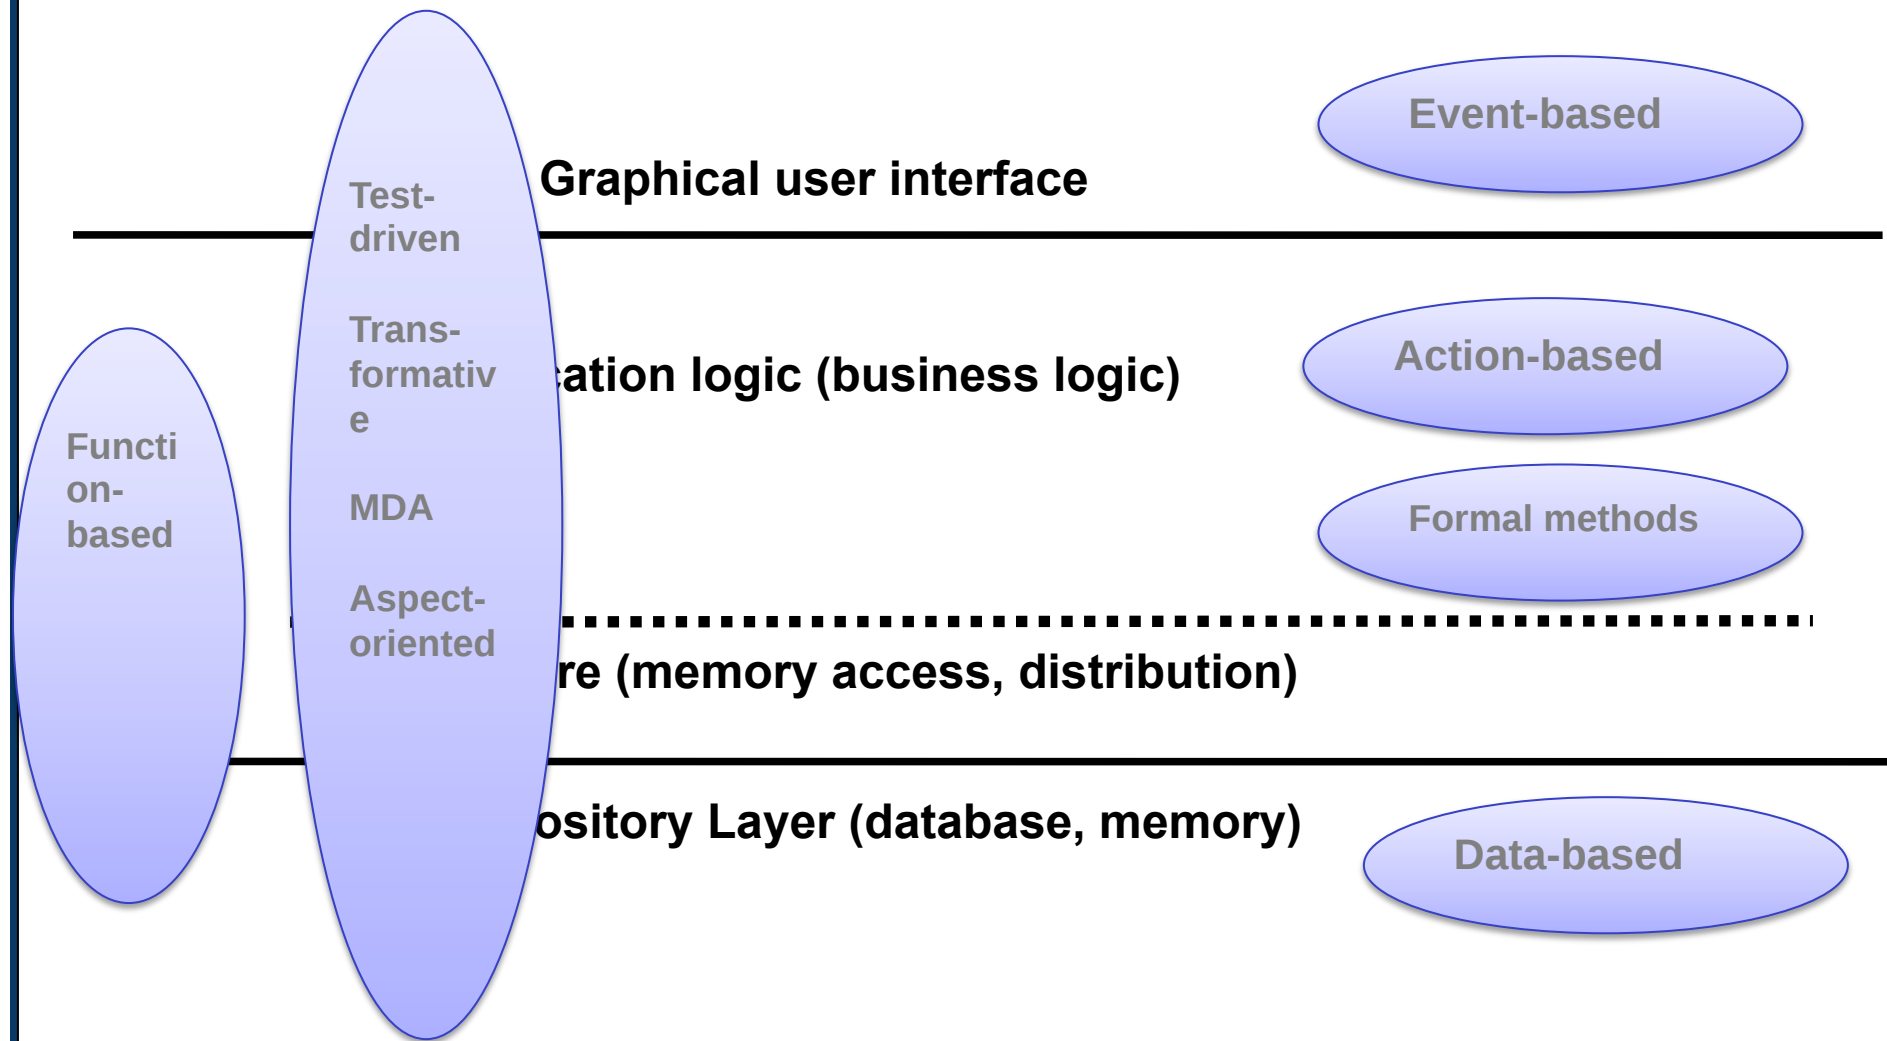 Event-based
Graphical user interface
Test-
driven
Trans-
formativ
e
cation logic (business logic)
Action-based
Functi
on-
based
MDA
Formal methods
Aspect-
oriented
re (memory access, distribution)
ository Layer (database, memory)
Data-based